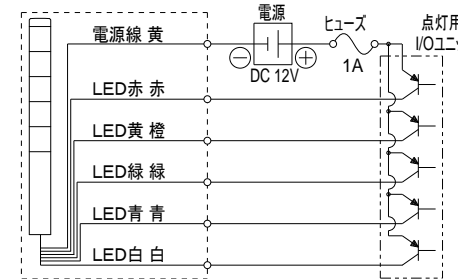 電源
ヒューズ
点灯用
I/Oユニッ
電源線 黄
⊖
⊕
DC 12V
1A
LED赤 赤
LED黄 橙
LED緑 緑
LED青 青
LED白 白